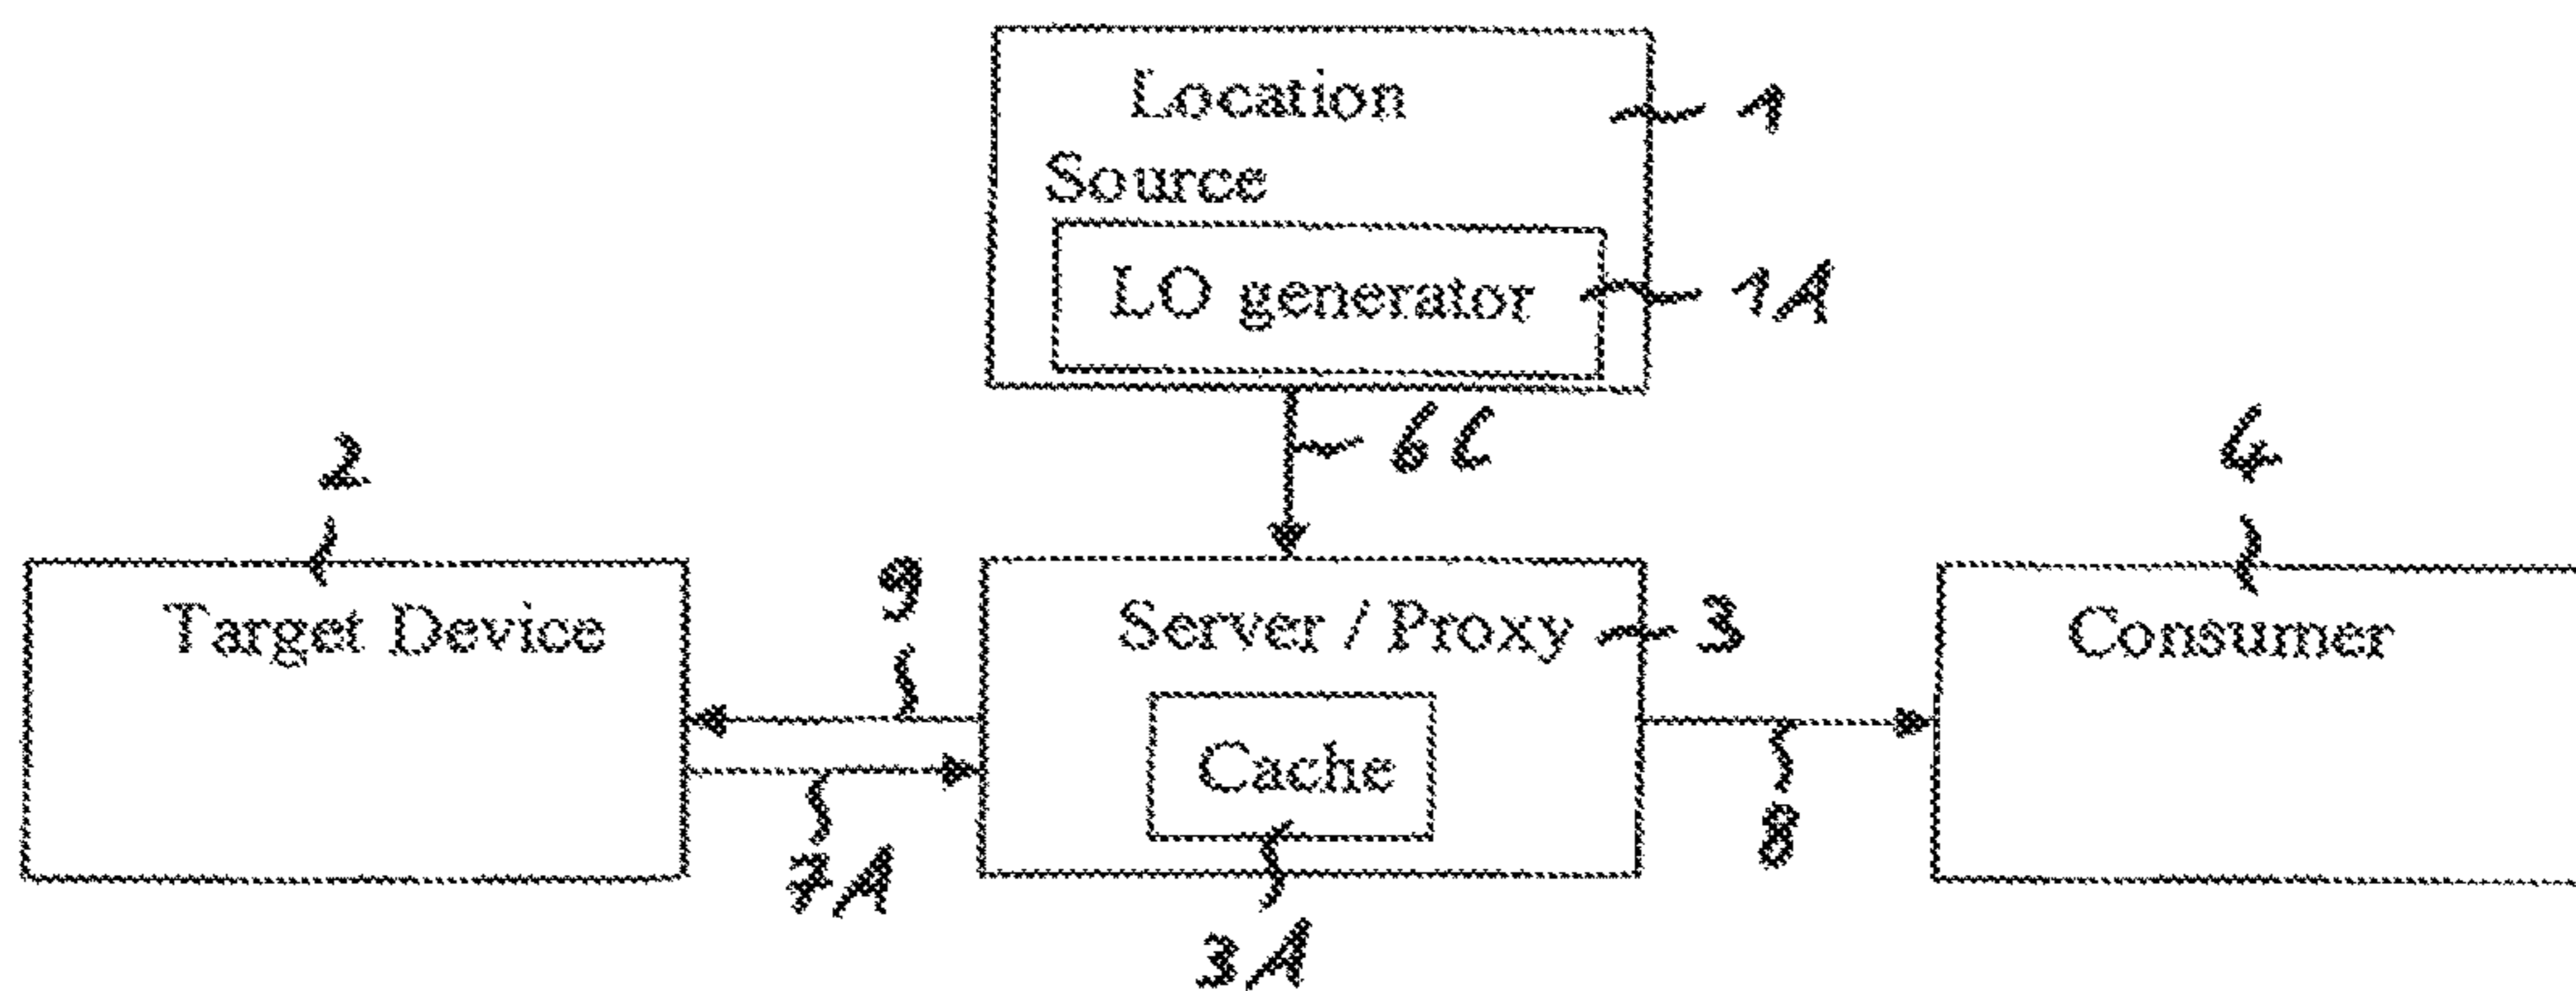 Location
1
Source
LO generator
1A
6C
2
4
9
Target Device
Server / Proxy
3
Consumer
Cache
7A
8
3A